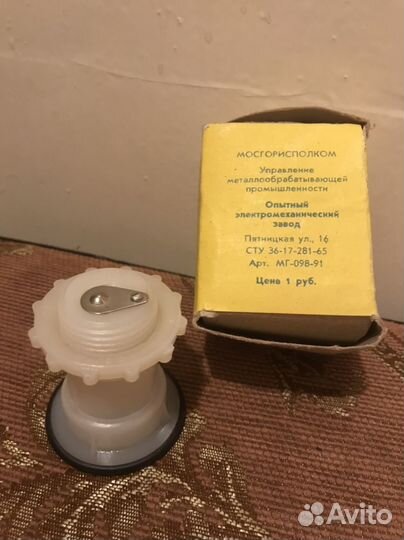 МОСГОРИСПОЛКОМ
Управление
металлообрабатывающей
промышленности
Опытный
электромеханический
завод
Пятницкая ул., 16
СТУ 36-17-281-65
Арт. МГ-098-91
Цена 1 руб.
Avito